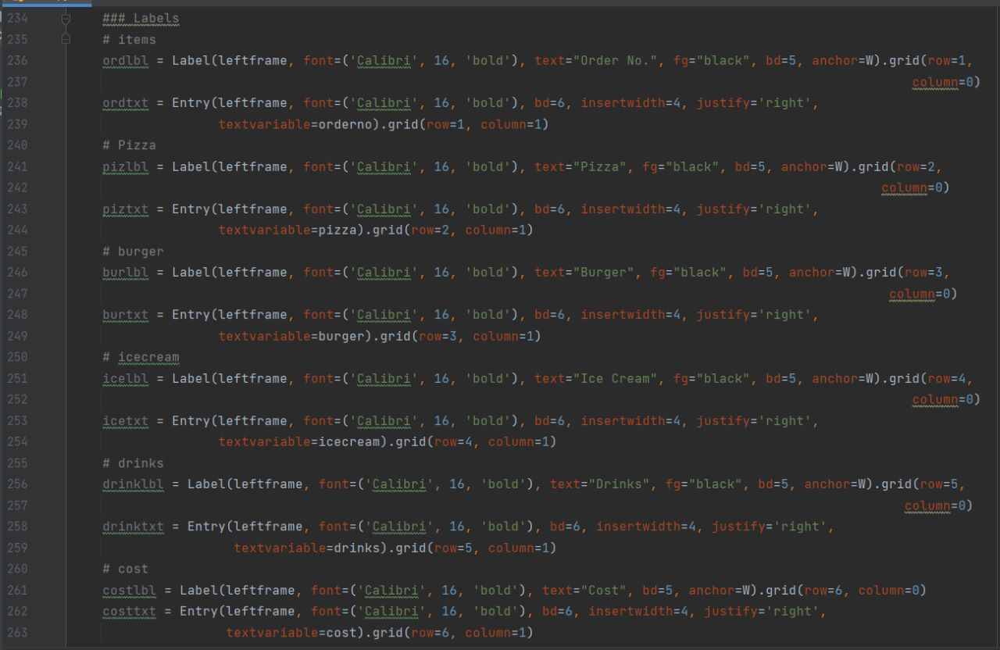 234 ### Labels
235 # items
236 ordlbl = Label(leftframe, font=('Calibri', 16, 'bold'), text="Order No.", fg="black", bd=5, anchor=W).grid(row=1,
237 column=0)
238 ordtxt = Entry(leftframe, font=('Calibri', 16, 'bold'), bd=6, insertwidth=4, justify='right',
239 textvariable=orderno).grid(row=1, column=1)
240 # Pizza
241 pizlbl = Label(leftframe, font=('Calibri', 16, 'bold'), text="Pizza", fg="black", bd=5, anchor=W).grid(row=2,
242 column=0)
243 piztxt = Entry(leftframe, font=('Calibri', 16, 'bold'), bd=6, insertwidth=4, justify='right',
244 textvariable=pizza).grid(row=2, column=1)
245 # burger
246 burlbl = Label(leftframe, font=('Calibri', 16, 'bold'), text="Burger", fg="black", bd=5, anchor=W).grid(row=3,
247 column=0)
248 burtxt = Entry(leftframe, font=('Calibri', 16, 'bold'), bd=6, insertwidth=4, justify='right',
249 textvariable=burger).grid(row=3, column=1)
250 # icecream
251 icelbl = Label(leftframe, font=('Calibri', 16, 'bold'), text="Ice Cream", fg="black", bd=5, anchor=W).grid(row=4,
252 column=0)
253 icetxt = Entry(leftframe, font=('Calibri', 16, 'bold'), bd=6, insertwidth=4, justify='right',
254 textvariable=icecream).grid(row=4, column=1)
255 # drinks
256 drinklbl = Label(leftframe, font=('Calibri', 16, 'bold'), text="Drinks", fg="black", bd=5, anchor=W).grid(row=5,
257 column=0)
258 drinktxt = Entry(leftframe, font=('Calibri', 16, 'bold'), bd=6, insertwidth=4, justify='right',
259 textvariable=drinks).grid(row=5, column=1)
260 # cost
261 costlbl = Label(leftframe, font=('Calibri', 16, 'bold'), text="Cost", bd=5, anchor=W).grid(row=6, column=0)
262 costtxt = Entry(leftframe, font=('Calibri', 16, 'bold'), bd=6, insertwidth=4, justify='right',
263 textvariable=cost).grid(row=6, column=1)